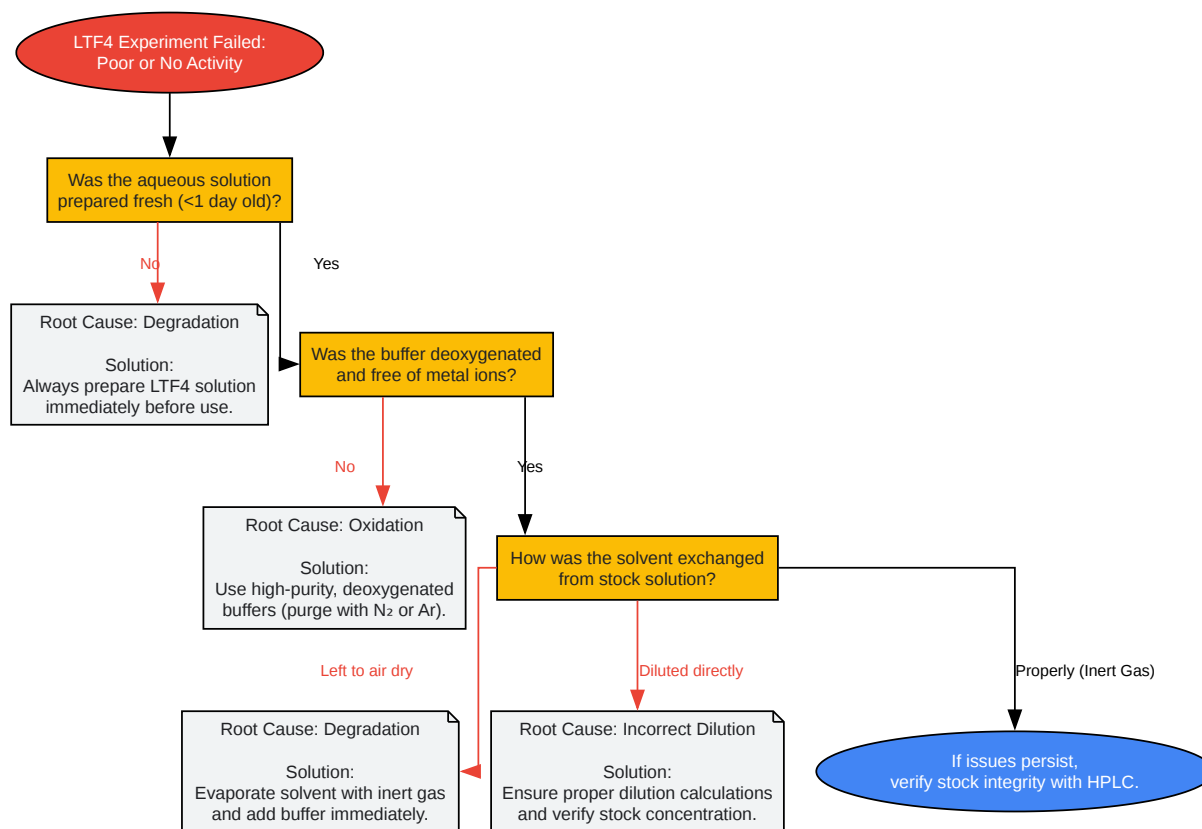 LTF4 Experiment Failed:
Poor or No Activity
Was the aqueous solution
prepared fresh (<1 day old)?
No
Yes
Root Cause: Degradation
Solution:
Always prepare LTF4 solution
immediately before use.
Was the buffer deoxygenated
and free of metal ions?
No
Yes
Root Cause: Oxidation
Solution:
Use high-purity, deoxygenated
buffers (purge with N₂ or Ar).
How was the solvent exchanged
from stock solution?
Left to air dry
Diluted directly
Properly (Inert Gas)
Root Cause: Degradation
Solution:
Evaporate solvent with inert gas
and add buffer immediately.
Root Cause: Incorrect Dilution
Solution:
Ensure proper dilution calculations
and verify stock concentration.
If issues persist,
verify stock integrity with HPLC.